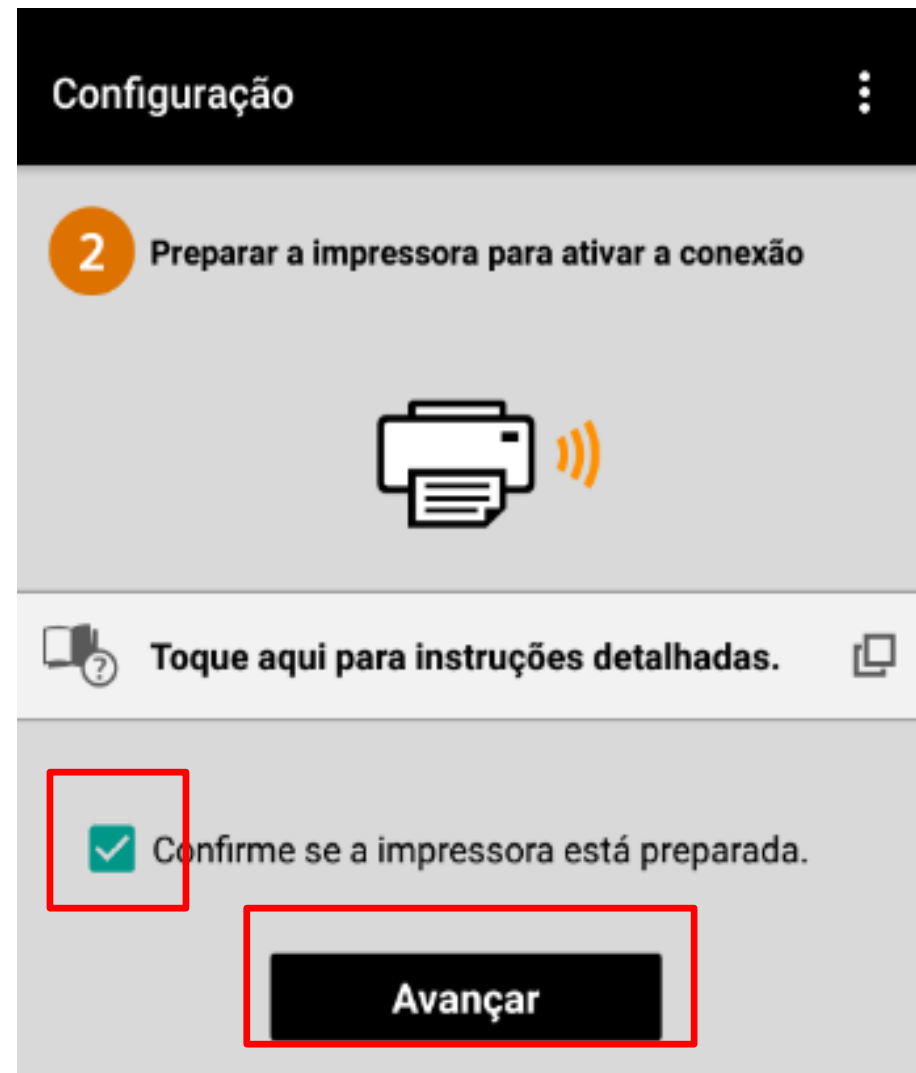 Configuração
2 Preparar a impressora para ativar a conexão
? Toque aqui para instruções detalhadas.
Confirme se a impressora está preparada.
Avançar